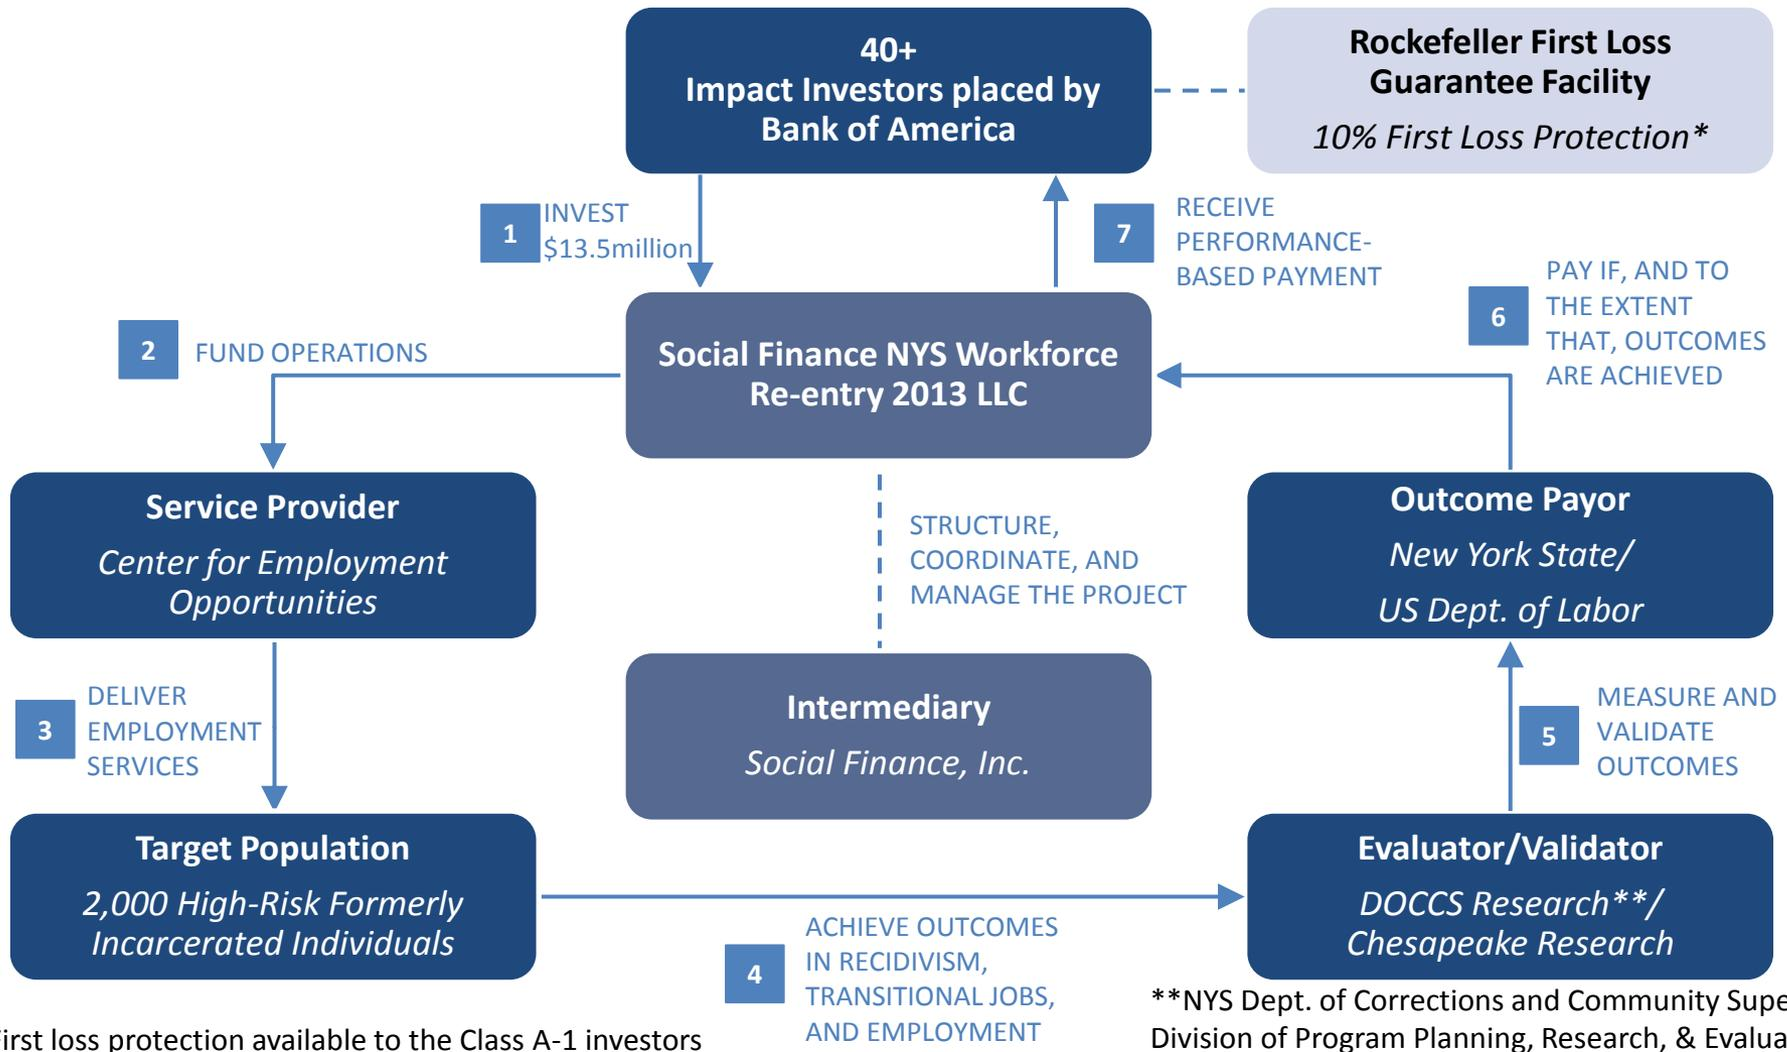 40+
Impact Investors placed by
Bank of America
Rockefeller First Loss
Guarantee Facility
10% First Loss Protection*
1
INVEST
$13.5million
7
RECEIVE
PERFORMANCE-
BASED PAYMENT
6
PAY IF, AND TO
THE EXTENT
THAT, OUTCOMES
ARE ACHIEVED
2
FUND OPERATIONS
Social Finance NYS Workforce
Re-entry 2013 LLC
Service Provider
Center for Employment
Opportunities
STRUCTURE,
COORDINATE, AND
MANAGE THE PROJECT
Outcome Payor
New York State/
US Dept. of Labor
3
DELIVER
EMPLOYMENT
SERVICES
Intermediary
Social Finance, Inc.
5
MEASURE AND
VALIDATE
OUTCOMES
Target Population
2,000 High-Risk Formerly
Incarcerated Individuals
Evaluator/Validator
DOCCS Research**/
Chesapeake Research
4
ACHIEVE OUTCOMES
IN RECIDIVISM,
TRANSITIONAL JOBS,
AND EMPLOYMENT
First loss protection available to the Class A-1 investors
**NYS Dept. of Corrections and Community
Division of Program Planning, Research, &